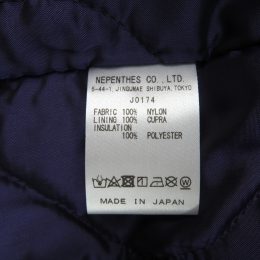 NEPENTHES CO., LTD.
6-44-1, JINGUMAE SHIBUYA, TOKYO
J0174
FABRIC 100% NYLON
LINING 100% CUPRA
INSULATION
100% POLYESTER
MADE IN JAPAN